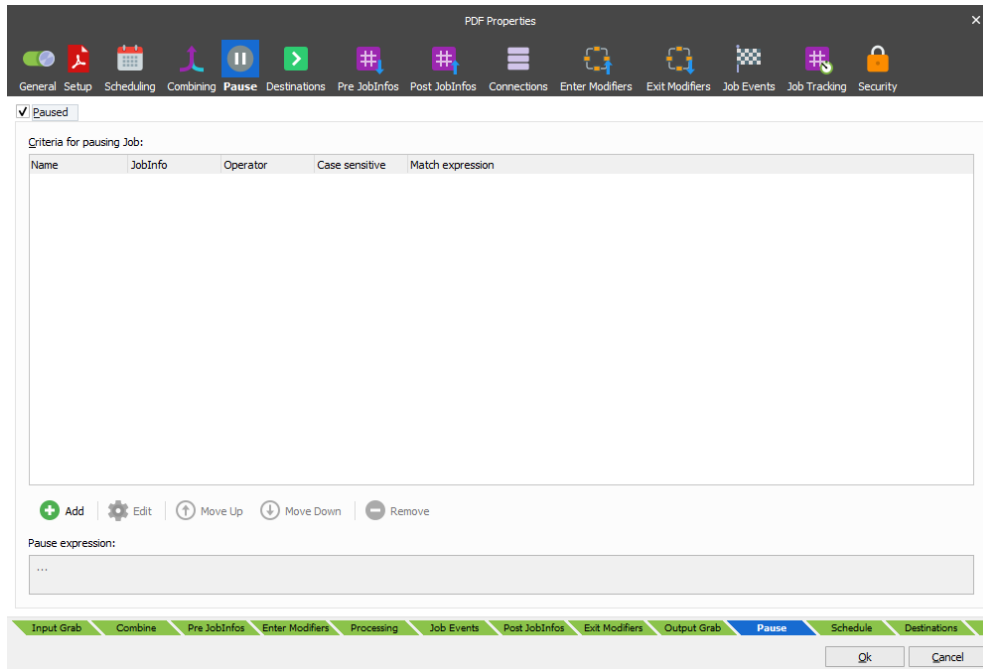 PDF Properties
General Setup Scheduling Combining Pause Destinations Pre JobInfos Post JobInfos Connections Enter Modifiers Exit Modifiers Job Events Job Tracking Security
Paused
Criteria for pausing Job:
Name JobInfo Operator Case sensitive Match expression
Add Edit Move Up Move Down Remove
Pause expression:
...
Input Grab Combine Pre JobInfos Enter Modifiers Processing Job Events Post JobInfos Exit Modifiers Output Grab Pause Schedule Destinations
Ok Cancel